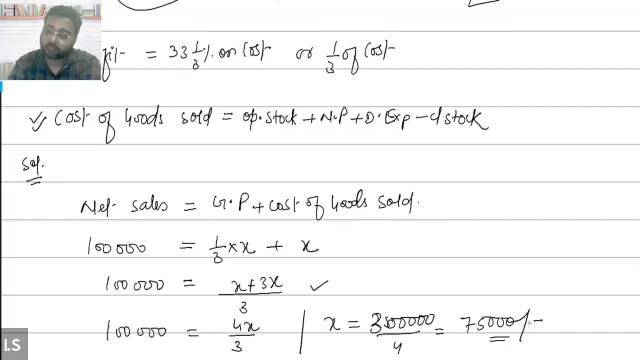 fit = 33 1/3 % on Cost or 1/3 of Cost
✓ Cost of Goods sold = op. stock + N.P + D. Exp - cl stock
Sol.
Net sales = G.P + Cost of Goods sold.
100000 = 1/3 × x + x
100000 = x+3x/3 ✓
100000 = 4x/3 | x = 300000/4 = 75000/-
I.S